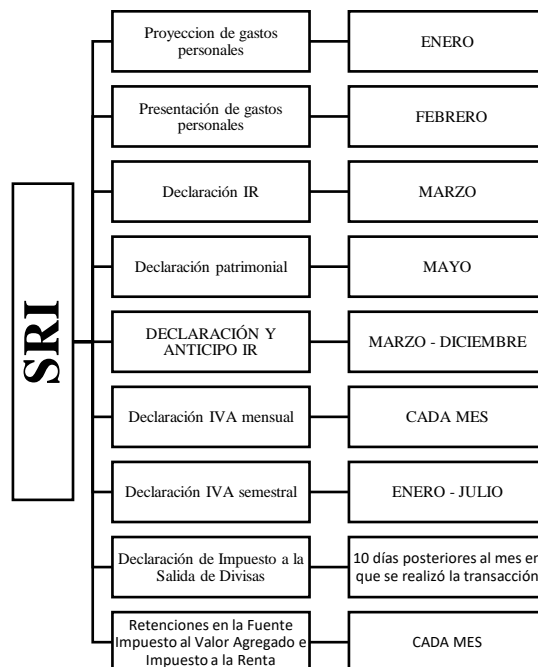 SRI
Proyeccion de gastos
personales
ENERO
Presentación de gastos
personales
FEBRERO
Declaración IR
MARZO
Declaración patrimonial
MAYO
DECLARACIÓN Y
ANTICIPO IR
MARZO - DICIEMBRE
Declaración IVA mensual
CADA MES
Declaración IVA semestral
ENERO - JULIO
Declaración de Impuesto a la
Salida de Divisas
10 días posteriores al mes en
que se realizó la transacción
Retenciones en la Fuente
Impuesto al Valor Agregado e
Impuesto a la Renta
CADA MES